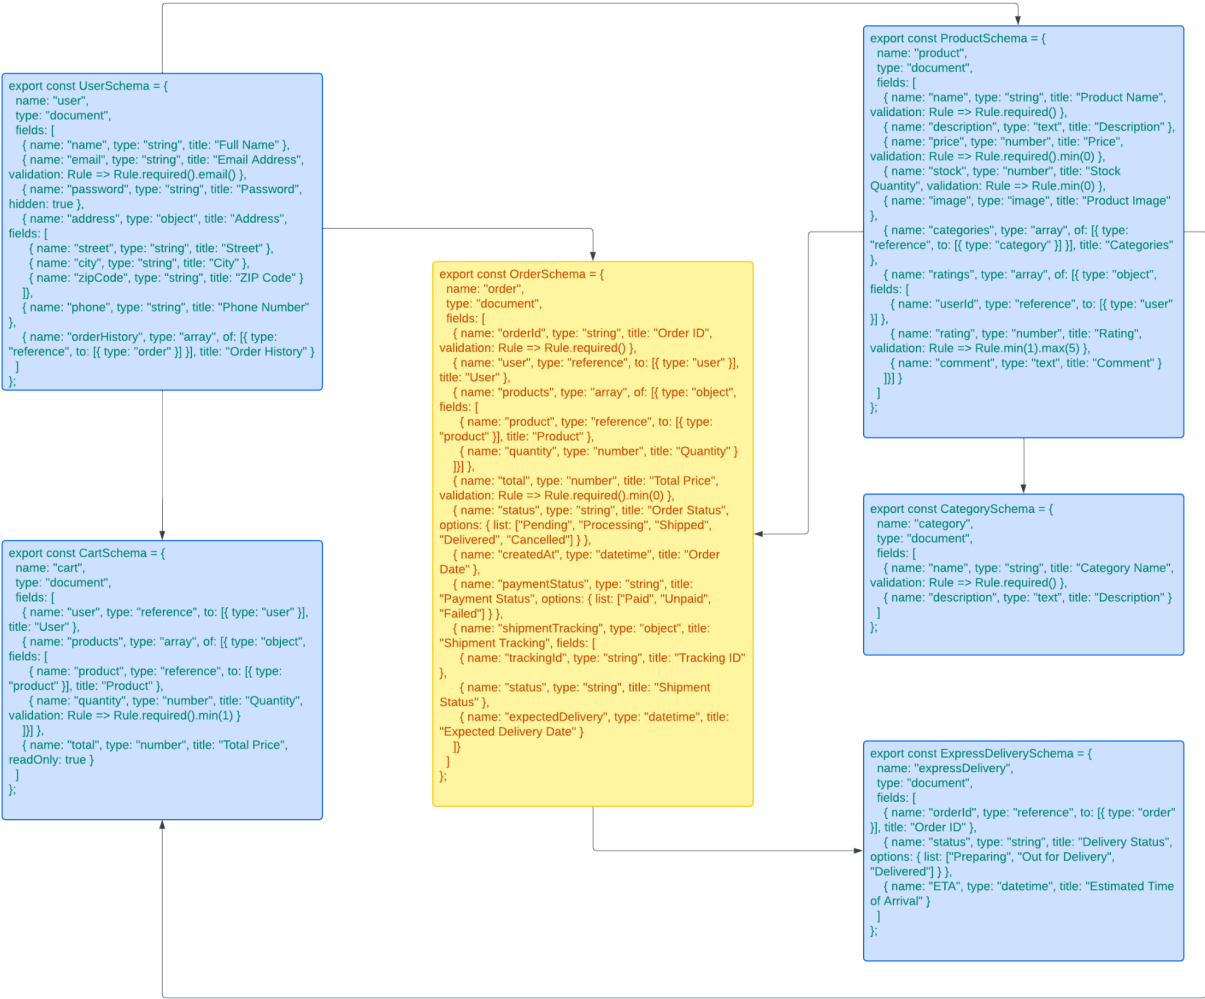 export const UserSchema = {
name: "user",
type: "document",
fields: [
{ name: "name", type: "string", title: "Full Name" },
{ name: "email", type: "string", title: "Email Address",
validation: Rule => Rule.required().email() },
{ name: "password", type: "string", title: "Password",
hidden: true },
{ name: "address", type: "object", title: "Address",
fields: [
{ name: "street", type: "string", title: "Street" },
{ name: "city", type: "string", title: "City" },
{ name: "zipCode", type: "string", title: "ZIP Code" }
]},
{ name: "phone", type: "string", title: "Phone Number"
},
{ name: "orderHistory", type: "array", of: [{ type:
"reference", to: [{ type: "order" }] }], title: "Order History" }
]
};
export const CartSchema = {
name: "cart",
type: "document",
fields: [
{ name: "user", type: "reference", to: [{ type: "user" }],
title: "User" },
{ name: "products", type: "array", of: [{ type: "object",
fields: [
{ name: "product", type: "reference", to: [{ type:
"product" }], title: "Product" },
{ name: "quantity", type: "number", title: "Quantity",
validation: Rule => Rule.required().min(1) }
]}] },
{ name: "total", type: "number", title: "Total Price",
readOnly: true }
]
};
export const OrderSchema = {
name: "order",
type: "document",
fields: [
{ name: "orderId", type: "string", title: "Order ID",
validation: Rule => Rule.required() },
{ name: "user", type: "reference", to: [{ type: "user" }],
title: "User" },
{ name: "products", type: "array", of: [{ type: "object",
fields: [
{ name: "product", type: "reference", to: [{ type:
"product" }], title: "Product" },
{ name: "quantity", type: "number", title: "Quantity" }
]}] },
{ name: "total", type: "number", title: "Total Price",
validation: Rule => Rule.required().min(0) },
{ name: "status", type: "string", title: "Order Status",
options: { list: ["Pending", "Processing", "Shipped",
"Delivered", "Cancelled"] } },
{ name: "createdAt", type: "datetime", title: "Order
Date" },
{ name: "paymentStatus", type: "string", title:
"Payment Status", options: { list: ["Paid", "Unpaid",
"Failed"] } },
{ name: "shipmentTracking", type: "object", title:
"Shipment Tracking", fields: [
{ name: "trackingId", type: "string", title: "Tracking ID"
},
{ name: "status", type: "string", title: "Shipment
Status" },
{ name: "expectedDelivery", type: "datetime", title:
"Expected Delivery Date" }
]}
]
};
export const ProductSchema = {
name: "product",
type: "document",
fields: [
{ name: "name", type: "string", title: "Product Name",
validation: Rule => Rule.required() },
{ name: "description", type: "text", title: "Description" },
{ name: "price", type: "number", title: "Price",
validation: Rule => Rule.required().min(0) },
{ name: "stock", type: "number", title: "Stock
Quantity", validation: Rule => Rule.min(0) },
{ name: "image", type: "image", title: "Product Image"
},
{ name: "categories", type: "array", of: [{ type:
"reference", to: [{ type: "category" }] }], title: "Categories"
},
{ name: "ratings", type: "array", of: [{ type: "object",
fields: [
{ name: "userId", type: "reference", to: [{ type: "user"
}] },
{ name: "rating", type: "number", title: "Rating",
validation: Rule => Rule.min(1).max(5) },
{ name: "comment", type: "text", title: "Comment" }
]}] }
]
};
export const CategorySchema = {
name: "category",
type: "document",
fields: [
{ name: "name", type: "string", title: "Category Name",
validation: Rule => Rule.required() },
{ name: "description", type: "text", title: "Description" }
]
};
export const ExpressDeliverySchema = {
name: "expressDelivery",
type: "document",
fields: [
{ name: "orderId", type: "reference", to: [{ type: "order"
}], title: "Order ID" },
{ name: "status", type: "string", title: "Delivery Status",
options: { list: ["Preparing", "Out for Delivery",
"Delivered"] } },
{ name: "ETA", type: "datetime", title: "Estimated Time
of Arrival" }
]
};